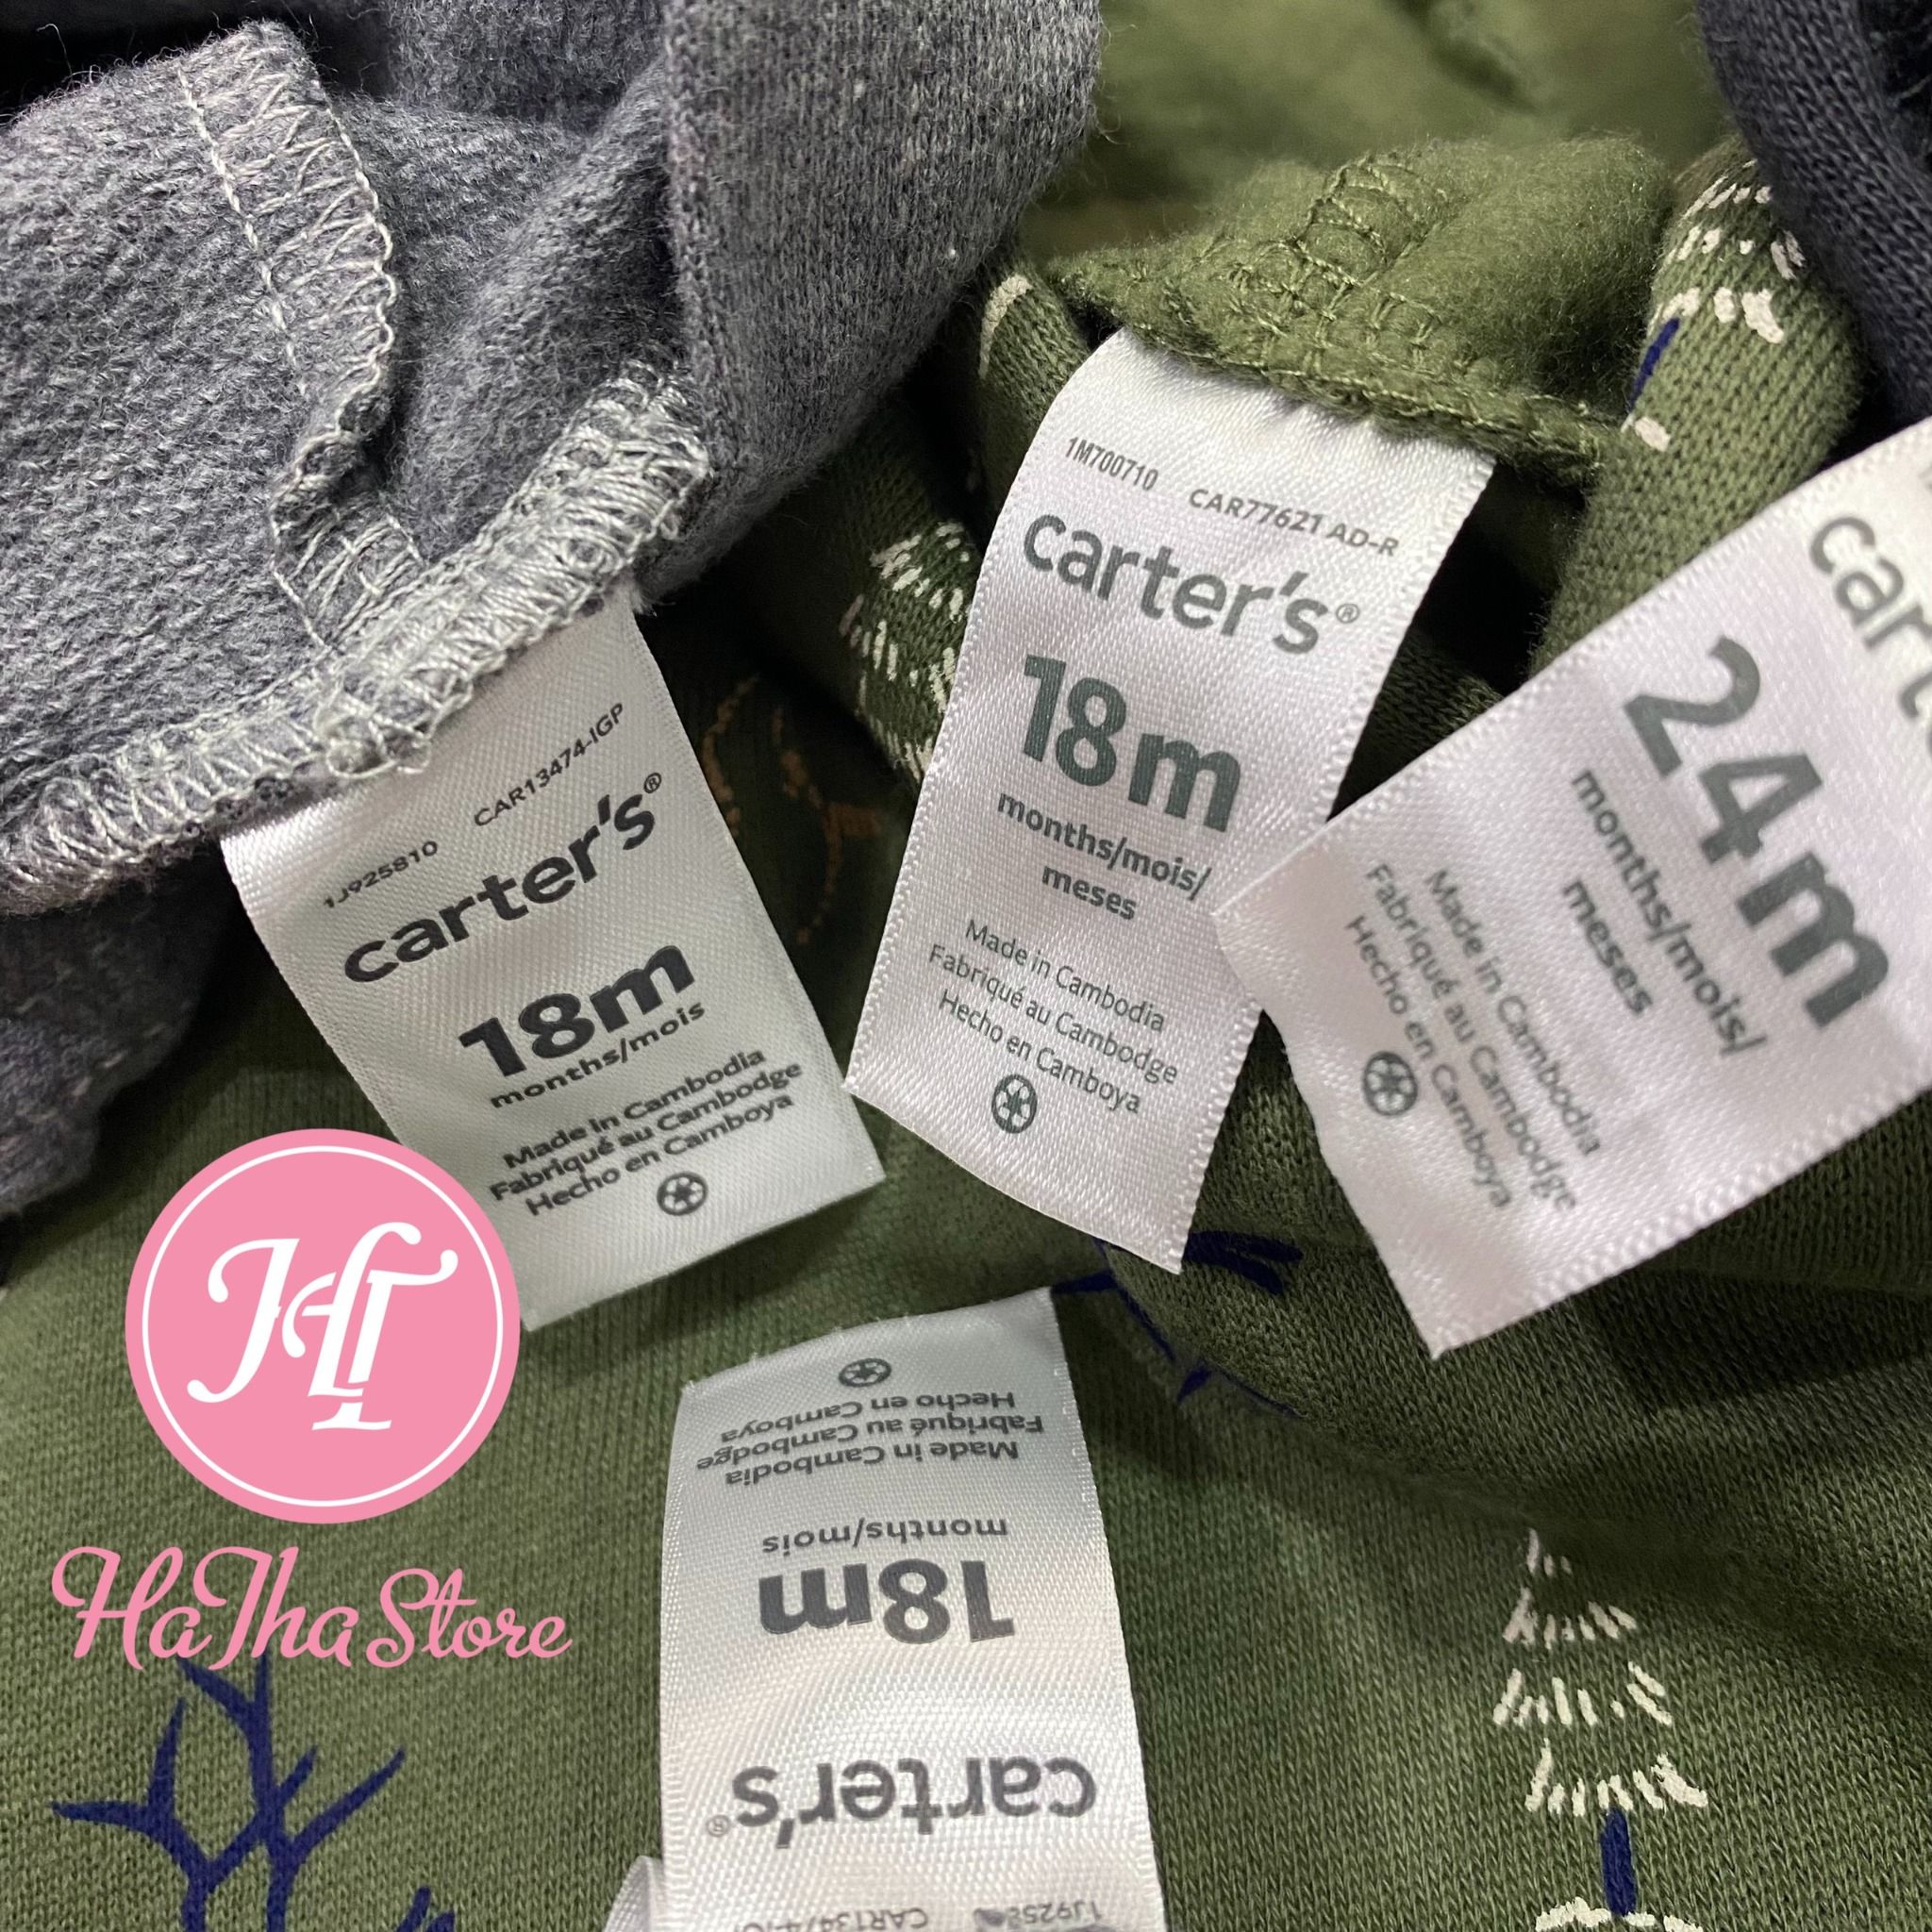 1J925810 CAR13474-IGP
carter's®
18m
months/mois
Made in Cambodia
Fabriqué au Cambodge
Hecho en Camboya
1M700710 CAR77621 AD-R
carter's®
18m
months/mois/
meses
Made in Cambodia
Fabriqué au Cambodge
Hecho en Camboya
24m
months/mois/
meses
Made in Cambodia
Fabriqué au Cambodge
Hecho en Camboya
HT
HaThaStore
carter's®
18m
months/mois
Made in Cambodia
Fabriqué au Cambodge
Hecho en Camboya